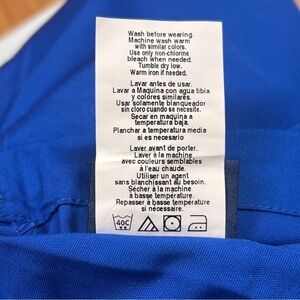 Wash before wearing.
Machine wash warm
with similar colors.
Use only non-chlorine
bleach when needed.
Tumble dry low.
Warm iron if needed.
Lavar antes de usar.
Lavar a Maquina con agua tibia
y colores similares.
Usar solamente blanqueador
sin cloro cuando se necesite.
Secar en maquina a
temperatura baja.
Planchar a temperatura media
si es necesario
Laver avant de porter.
Laver à la machine
avec couleurs semblables
à l'eau chaude.
Utiliser un agent
sans blanchissant au besoin.
Sécher à la machine
à basse température.
Repasser à basse température
si nécessaire.
40C